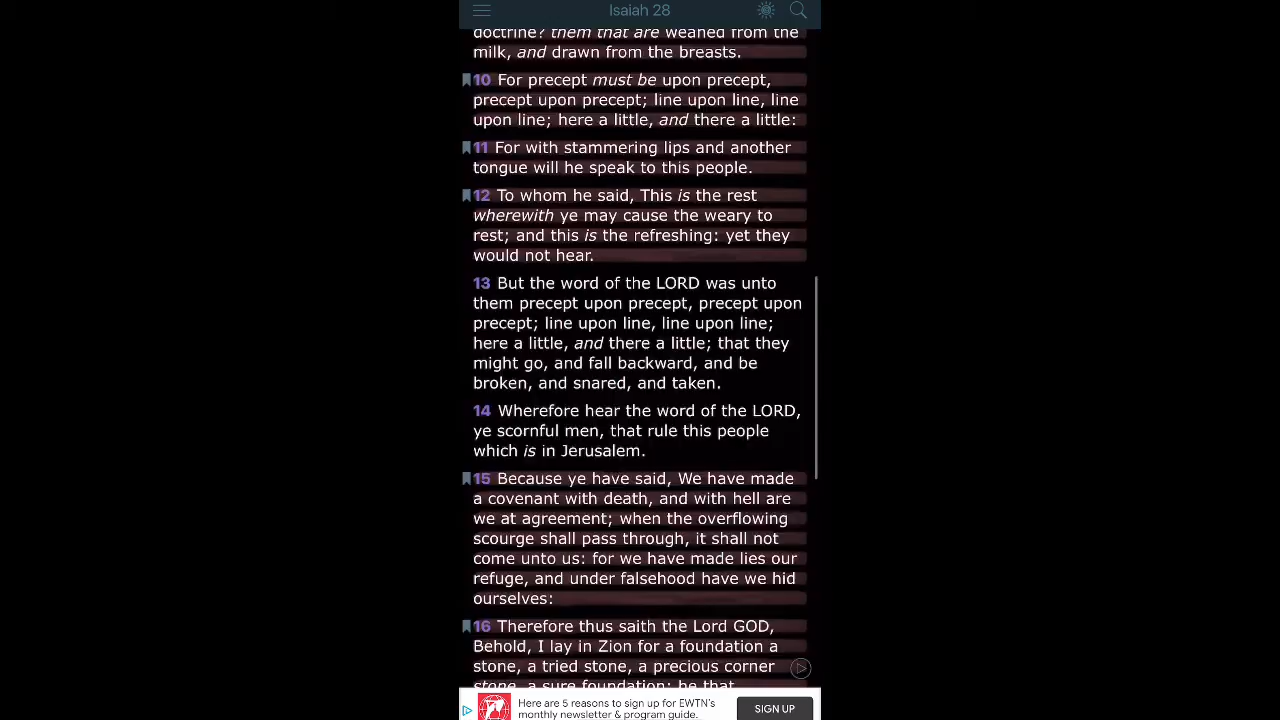 Isaiah 28
doctrine? them that are weaned from the
milk, and drawn from the breasts.
10 For precept must be upon precept,
precept upon precept; line upon line, line
upon line; here a little, and there a little:
11 For with stammering lips and another
tongue will he speak to this people.
12 To whom he said, This is the rest
wherewith ye may cause the weary to
rest; and this is the refreshing: yet they
would not hear.
13 But the word of the LORD was unto
them precept upon precept, precept upon
precept; line upon line, line upon line;
here a little, and there a little; that they
might go, and fall backward, and be
broken, and snared, and taken.
14 Wherefore hear the word of the LORD,
ye scornful men, that rule this people
which is in Jerusalem.
15 Because ye have said, We have made
a covenant with death, and with hell are
we at agreement; when the overflowing
scourge shall pass through, it shall not
come unto us: for we have made lies our
refuge, and under falsehood have we hid
ourselves:
16 Therefore thus saith the Lord GOD,
Behold, I lay in Zion for a foundation a
stone, a tried stone, a precious corner
stone, a sure foundation: he that
Here are 5 reasons to sign up for EWTN's
monthly newsletter & program guide.
SIGN UP